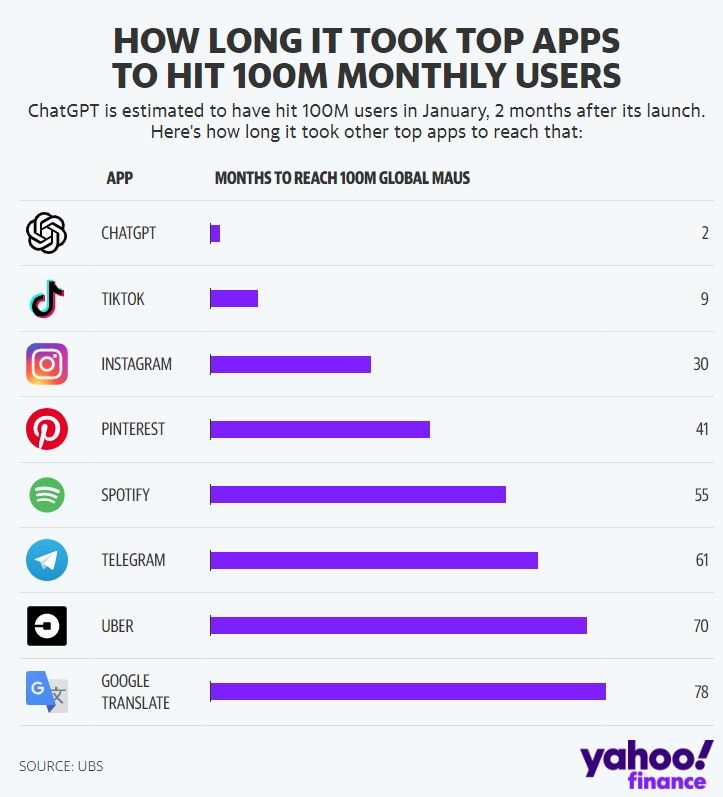 HOW LONG IT TOOK TOP APPS
TO HIT 100M MONTHLY USERS
ChatGPT is estimated to have hit 100M users in January, 2 months after its launch.
Here's how long it took other top apps to reach that:
APP MONTHS TO REACH 100M GLOBAL MAUS
CHATGPT 2
TIKTOK 9
INSTAGRAM 30
PINTEREST 41
SPOTIFY 55
TELEGRAM 61
UBER 70
G 文
GOOGLE
TRANSLATE 78
SOURCE: UBS
yahoo!
finance